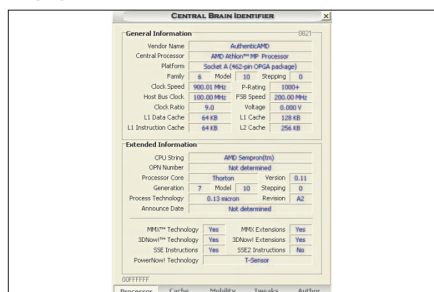 CENTRAL BRAIN IDENTIFIER ×
General Information 0821
Vendor Name AuthenticAMD
Central Processor AMD Athlon™ MP Processor
Platform Socket A (462-pin OPGA package)
Family 6 Model 10 Stepping 0
Clock Speed 900.01 MHz P-Rating 1000+
Host Bus Clock 100.00 MHz FSB Speed 200.00 MHz
Clock Ratio 9.0 Voltage 0.000 V
L1 Data Cache 64 KB L1 Cache 128 KB
L1 Instruction Cache 64 KB L2 Cache 256 KB
Extended Information
CPU String AMD Sempron(tm)
OPN Number Not determined
Processor Core Thorton Version 0.11
Generation 7 Model 10 Stepping 0
Process Technology 0.13 micron Revision A2
Announce Date Not determined
MMX™ Technology Yes MMX Extensions Yes
3DNow!™ Technology Yes 3DNow! Extensions Yes
SSE Instructions Yes SSE2 Instructions No
PowerNow! Technology T-Sensor
00FFFFFF
Processor Cache Mobility Tweaks Author